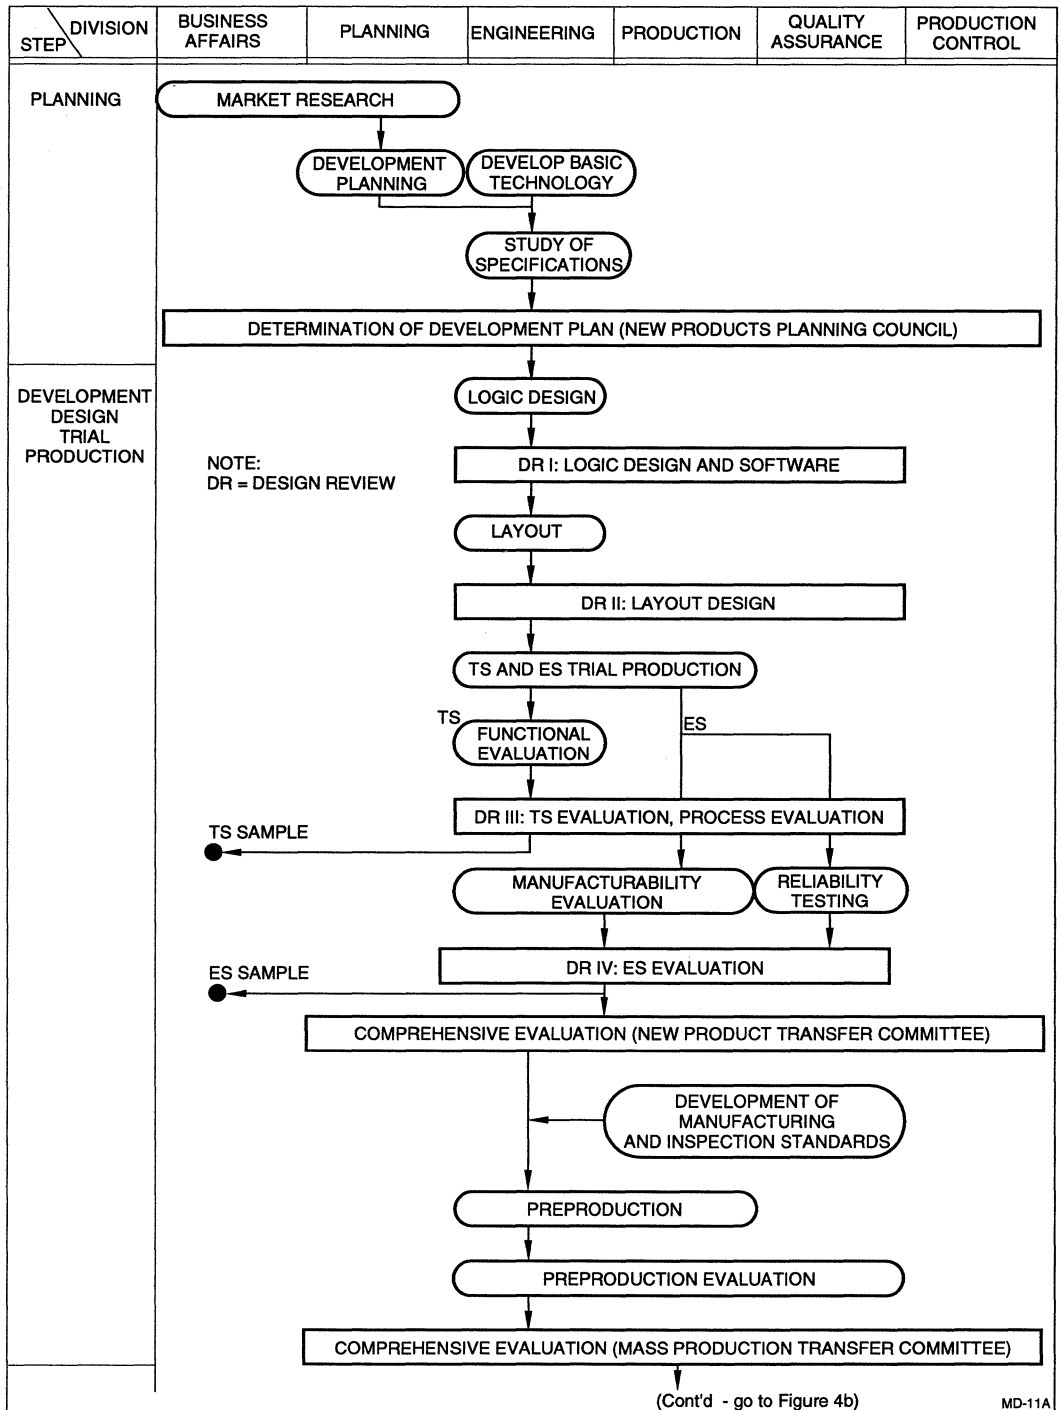 DIVISION
STEP
BUSINESS
AFFAIRS
PLANNING
ENGINEERING
PRODUCTION
QUALITY
ASSURANCE
PRODUCTION
CONTROL
PLANNING
MARKET RESEARCH
DEVELOPMENT
PLANNING
DEVELOP BASIC
TECHNOLOGY
STUDY OF
SPECIFICATIONS
DETERMINATION OF DEVELOPMENT PLAN (NEW PRODUCTS PLANNING COUNCIL)
DEVELOPMENT
DESIGN
TRIAL
PRODUCTION
LOGIC DESIGN
NOTE:
DR = DESIGN REVIEW
DR I: LOGIC DESIGN AND SOFTWARE
LAYOUT
DR II: LAYOUT DESIGN
TS AND ES TRIAL PRODUCTION
TS
ES
FUNCTIONAL
EVALUATION
DR III: TS EVALUATION, PROCESS EVALUATION
TS SAMPLE
MANUFACTURABILITY
EVALUATION
RELIABILITY
TESTING
DR IV: ES EVALUATION
ES SAMPLE
COMPREHENSIVE EVALUATION (NEW PRODUCT TRANSFER COMMITTEE)
DEVELOPMENT OF
MANUFACTURING
AND INSPECTION STANDARDS
PREPRODUCTION
PREPRODUCTION EVALUATION
COMPREHENSIVE EVALUATION (MASS PRODUCTION TRANSFER COMMITTEE)
(Cont'd - go to Figure 4b)
MD-11A